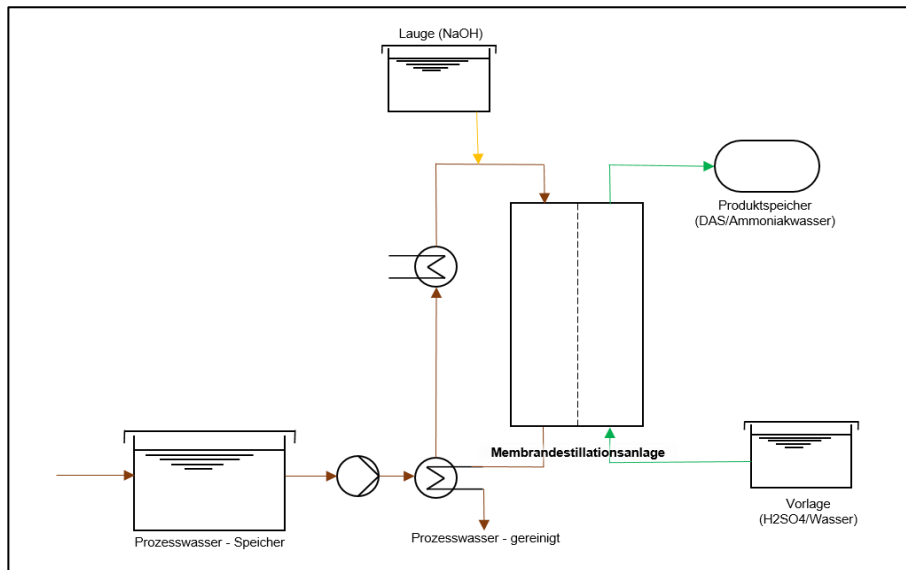 Lauge (NaOH)
Produktspeicher
(DAS/Ammoniakwasser)
Membrandestillationsanlage
Vorlage
(H2SO4/Wasser)
Prozesswasser - Speicher
Prozesswasser - gereinigt